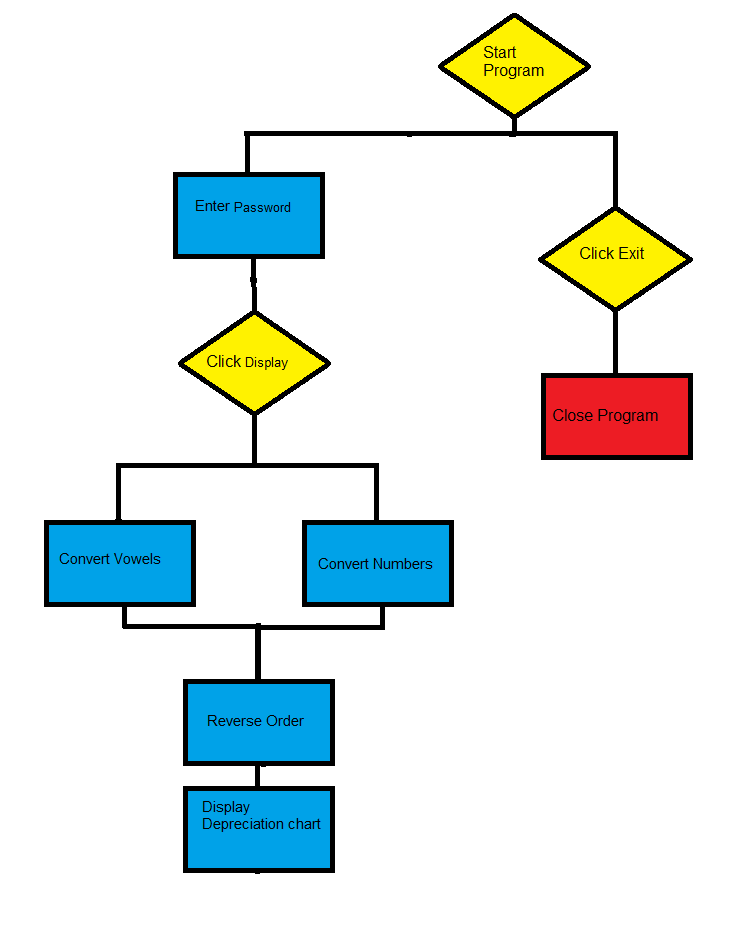 Start
Program
Enter Password
Click Exit
Click Display
Close Program
Convert Vowels
Convert Numbers
Reverse Order
Display
Depreciation chart